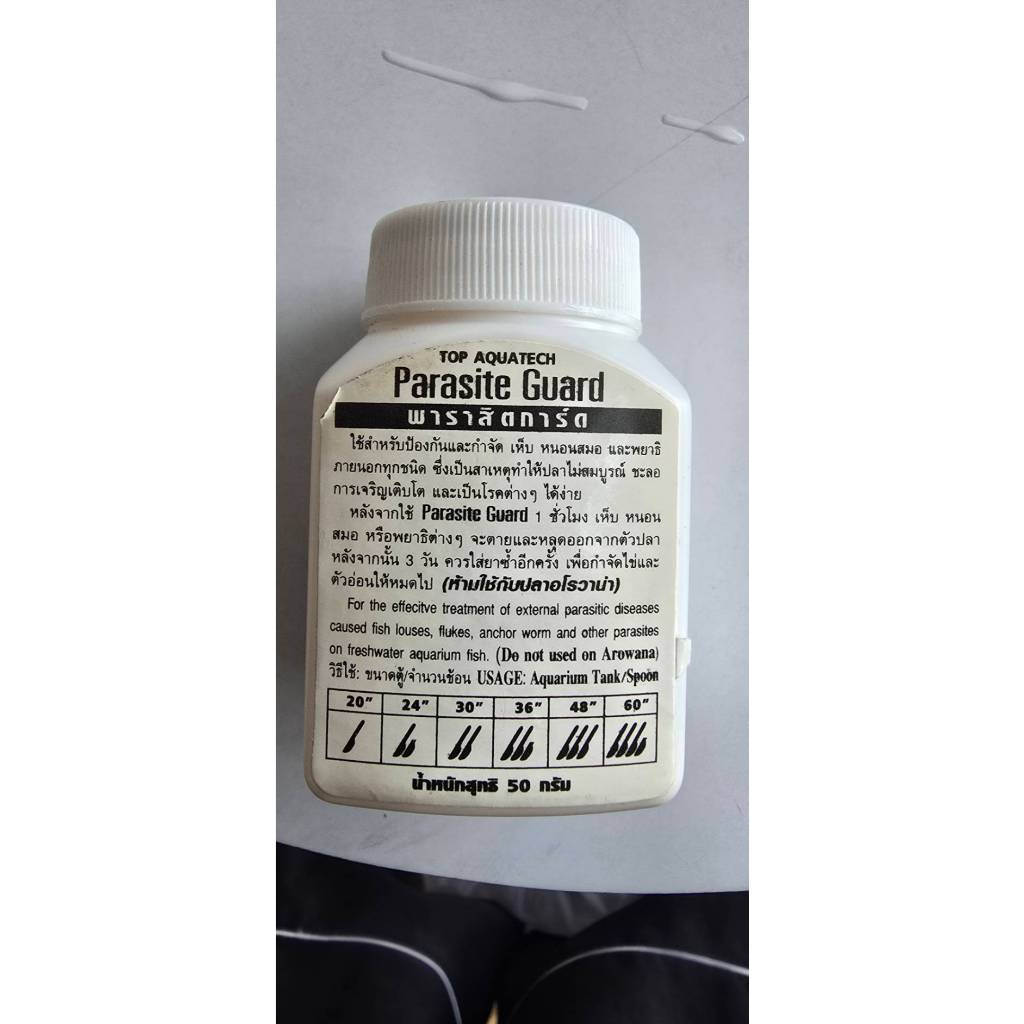 TOP AQUATECH
Parasite Guard
พาราสิตการ์ด
ใช้สำหรับป้องกันและกำจัด เห็บ หนอนสมอ และพยาธิ
ภายนอกทุกชนิด ซึ่งเป็นสาเหตุทำให้ปลาไม่สมบูรณ์ ชะลอ
การเจริญเติบโต และเป็นโรคต่างๆ ได้ง่าย
หลังจากใช้ Parasite Guard 1 ชั่วโมง เห็บ หนอน
สมอ หรือพยาธิต่างๆ จะตายและหลุดออกจากตัวปลา
หลังจากนั้น 3 วัน ควรใส่ยาซ้ำอีกครั้ง เพื่อกำจัดไข่และ
ตัวอ่อนให้หมดไป (ห้ามใช้กับปลาอโรวาน่า)
For the effecitve treatment of external parasitic diseases
caused fish louses, flukes, anchor worm and other parasites
on freshwater aquarium fish. (Do not used on Arowana)
วิธีใช้: ขนาดตู้/จำนวนช้อน USAGE: Aquarium Tank/Spoon
20" 24" 30" 36" 48" 60"
น้ำหนักสุทธิ 50 กรัม